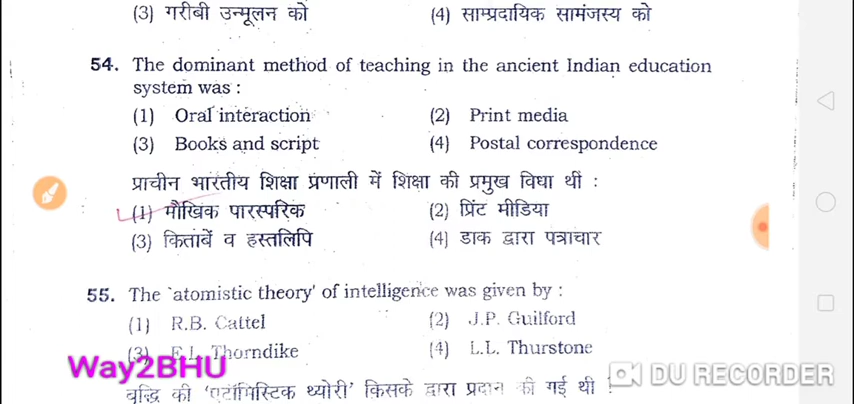 (3) गरीबी उन्मूलन को (4) साम्प्रदायिक सामंजस्य को
54. The dominant method of teaching in the ancient Indian education
system was :
(1) Oral interaction (2) Print media
(3) Books and script (4) Postal correspondence
प्राचीन भारतीय शिक्षा प्रणाली में शिक्षा की प्रमुख विधा थी :
(1) मौखिक पारस्परिक (2) प्रिंट मीडिया
(3) किताबें व हस्तलिपि (4) डाक द्वारा पत्राचार
55. The `atomistic theory' of intelligence was given by :
(1) R.B. Cattel (2) J.P. Guilford
(3) E.L. Thorndike (4) L.L. Thurstone
Way2BHU
DU RECORDER
बुद्धि की 'एटॉमिस्टिक थ्योरी' किसके द्वारा प्रदान की गई थी :